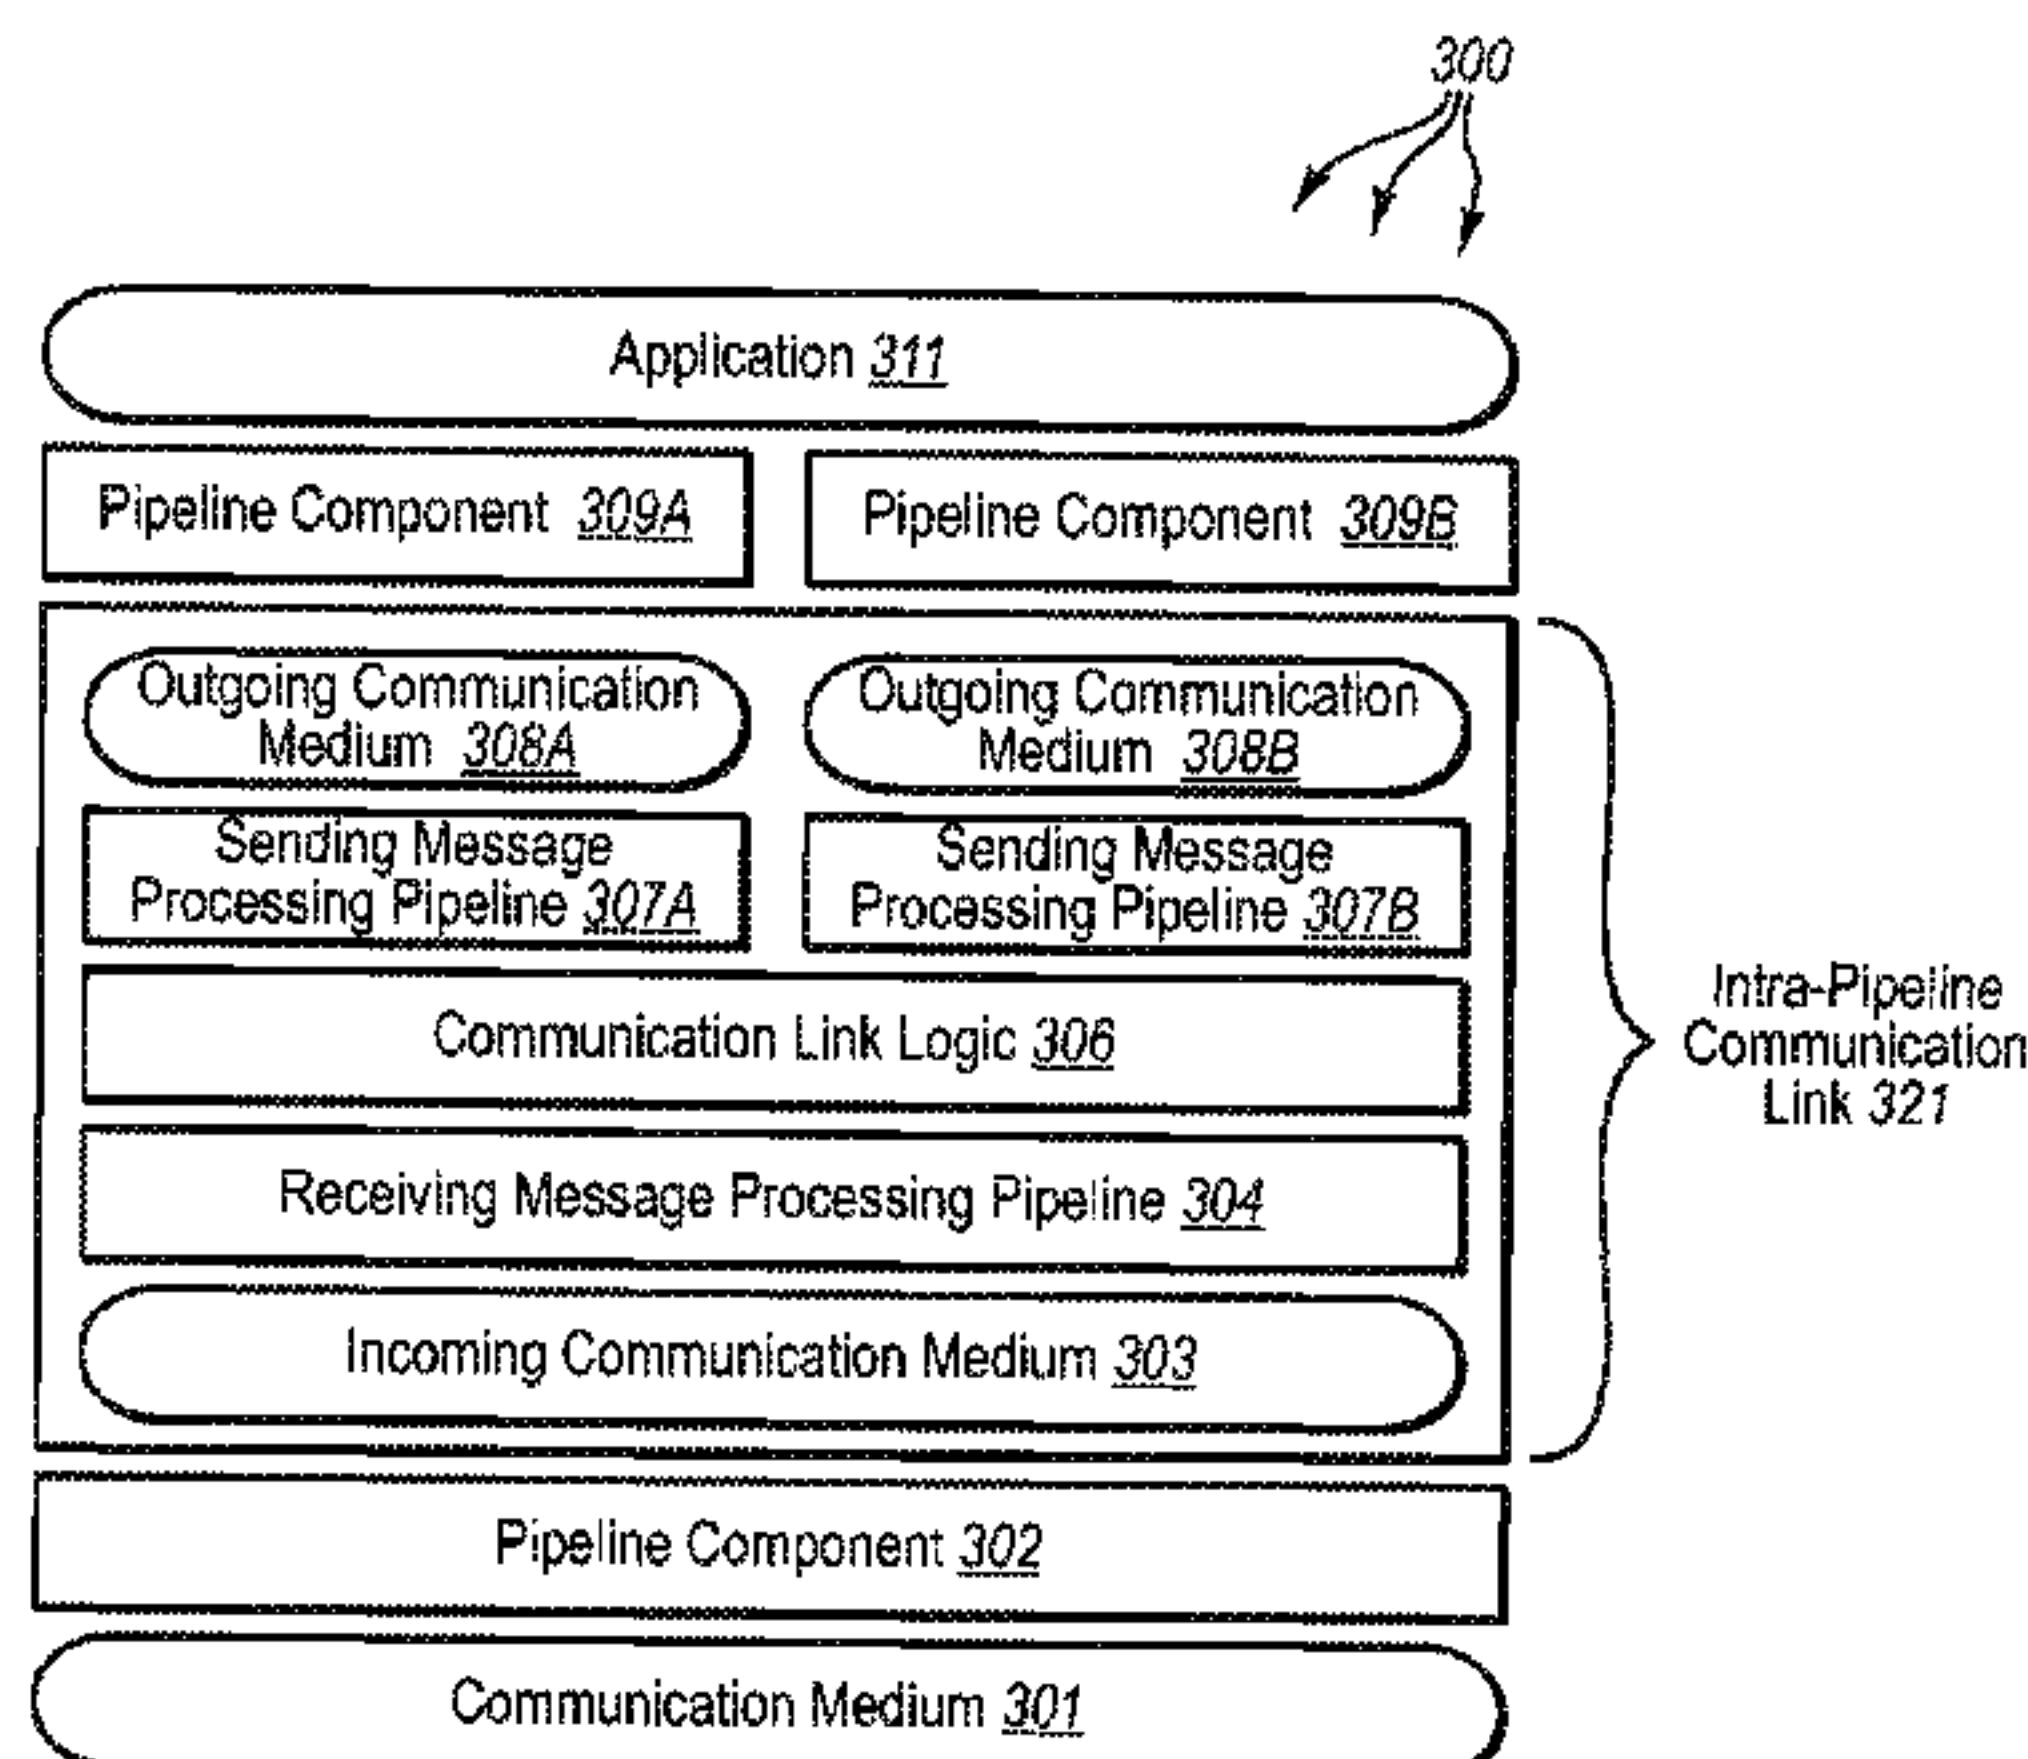 300
Application 311
Pipeline Component 309A
Pipeline Component 309B
Outgoing Communication
Medium 308A
Outgoing Communication
Medium 308B
Sending Message
Processing Pipeline 307A
Sending Message
Processing Pipeline 307B
Communication Link Logic 306
Receiving Message Processing Pipeline 304
Incoming Communication Medium 303
Intra-Pipeline
Communication
Link 321
Pipeline Component 302
Communication Medium 301